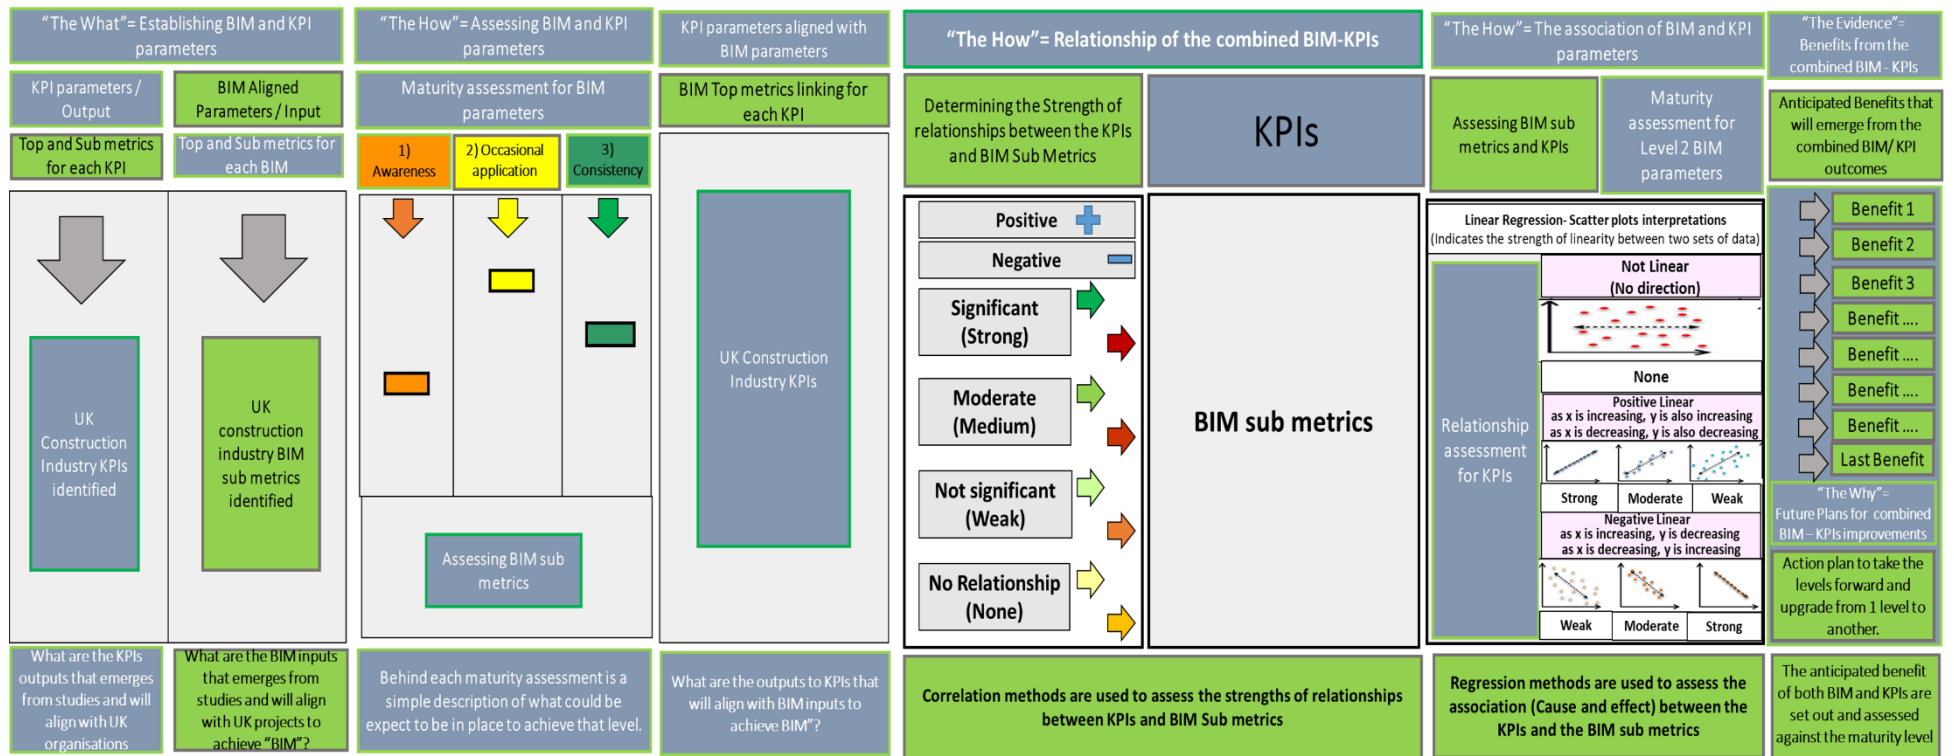 “The What”= Establishing BIM and KPI
parameters
KPI parameters /
Output
BIM Aligned
Parameters / Input
Top and Sub metrics
for each KPI
Top and Sub metrics for
each BIM
UK
Construction
Industry KPIs
identified
UK
construction
industry BIM
sub metrics
identified
What are the KPIs
outputs that emerges
from studies and will
align with UK
organisations
What are the BIM inputs
that emerges from
studies and will align
with UK projects to
achieve “BIM”?
“The How”= Assessing BIM and KPI
parameters
Maturity assessment for BIM
parameters
1)
Awareness
2) Occasional
application
3)
Consistency
Assessing BIM sub
metrics
Behind each maturity assessment is a
simple description of what could be
expect to be in place to achieve that level.
KPI parameters aligned with
BIM parameters
BIM Top metrics linking for
each KPI
UK Construction
Industry KPIs
What are the outputs to KPIs that
will align with BIM inputs to
achieve BIM”?
“The How”= Relationship of the combined BIM-KPIs
Determining the Strength of
relationships between the KPIs
and BIM Sub Metrics
KPIs
Positive
Negative
Significant
(Strong)
Moderate
(Medium)
Not significant
(Weak)
No Relationship
(None)
BIM sub metrics
Correlation methods are used to assess the strengths of relationships
between KPIs and BIM Sub metrics
“The How”= The association of BIM and KPI
parameters
Assessing BIM sub
metrics and KPIs
Maturity
assessment for
Level 2 BIM
parameters
Linear Regression- Scatter plots interpretations
(Indicates the strength of linearity between two sets of data)
Relationship
assessment
for KPIs
Not Linear
(No direction)
None
Positive Linear
as x is increasing, y is also increasing
as x is decreasing, y is also decreasing
Strong
Moderate
Weak
Negative Linear
as x is increasing, y is decreasing
as x is decreasing, y is increasing
Weak
Moderate
Strong
Regression methods are used to assess the
association (Cause and effect) between the
KPIs and the BIM sub metrics
“The Evidence”=
Benefits from the
combined BIM - KPIs
Anticipated Benefits that
will emerge from the
combined BIM/ KPI
outcomes
Benefit 1
Benefit 2
Benefit 3
Benefit ....
Benefit ....
Benefit ....
Benefit ....
Last Benefit
“The Why”=
Future Plans for combined
BIM – KPIs improvements
Action plan to take the
levels forward and
upgrade from 1 level to
another.
The anticipated benefit
of both BIM and KPIs are
set out and assessed
against the maturity level